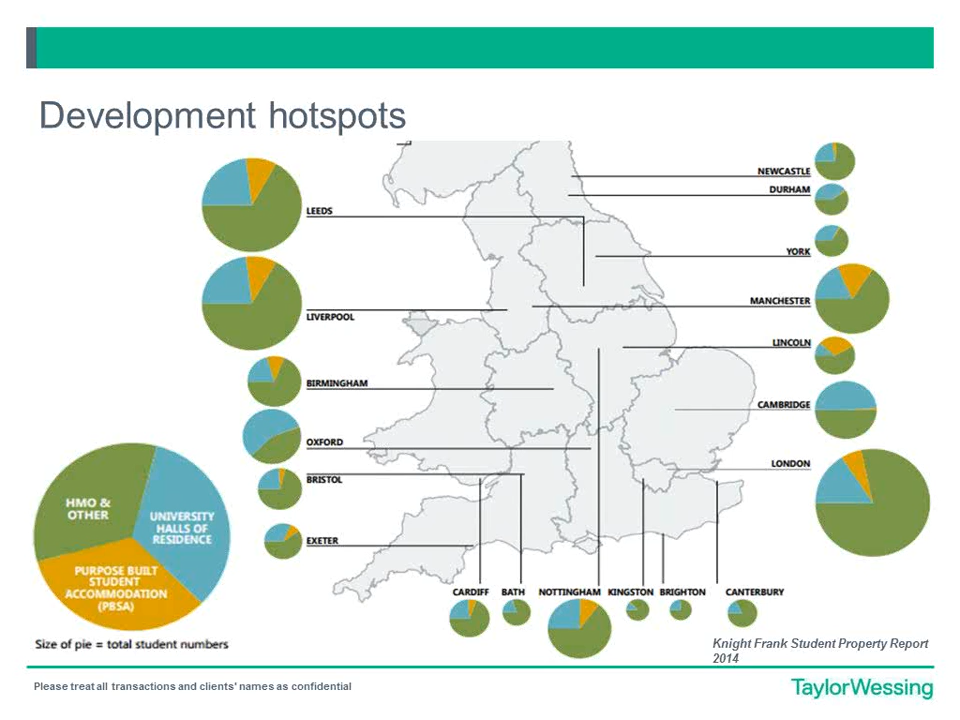 Development hotspots
NEWCASTLE
DURHAM
LEEDS
YORK
MANCHESTER
LIVERPOOL
LINCOLN
BIRMINGHAM
CAMBRIDGE
OXFORD
LONDON
BRISTOL
EXETER
HMO &
OTHER
UNIVERSITY
HALLS OF
RESIDENCE
PURPOSE BUILT
STUDENT
ACCOMMODATION
(PBSA)
CARDIFF BATH NOTTINGHAM KINGSTON BRIGHTON CANTERBURY
Size of pie = total student numbers
Knight Frank Student Property Report
2014
Please treat all transactions and clients' names as confidential
TaylorWessing